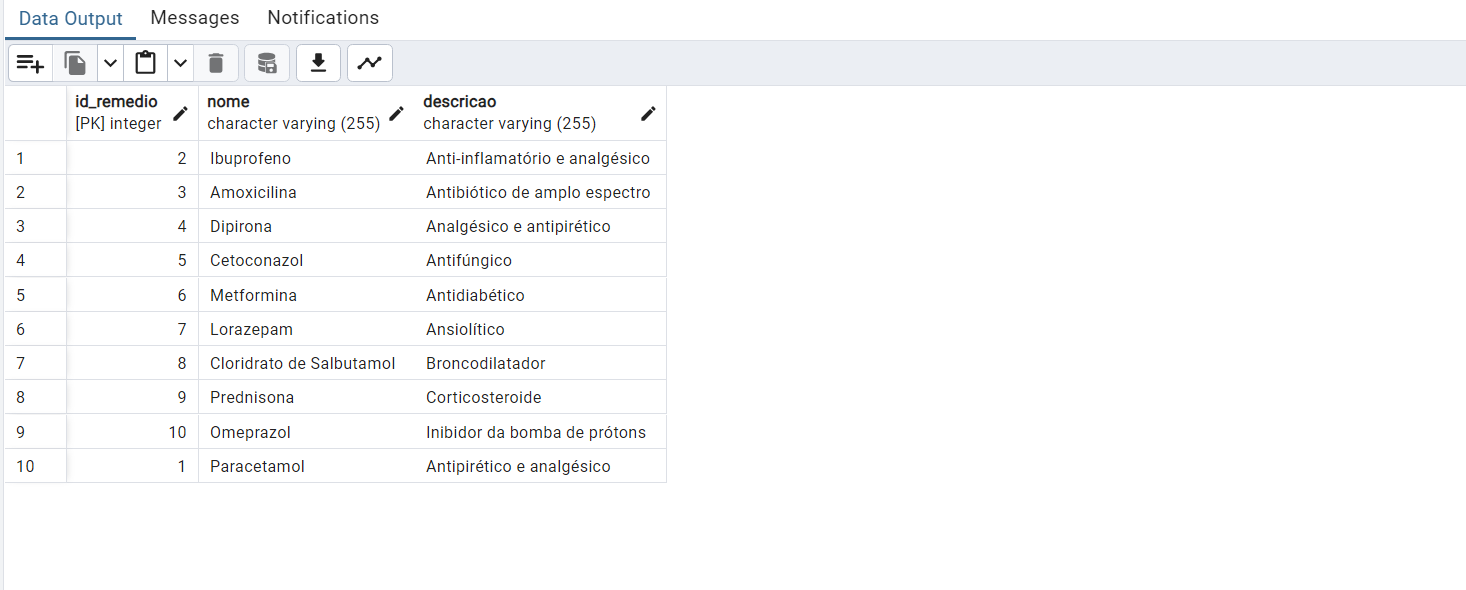 Data Output Messages Notifications
id_remedio nome descricao
[PK] integer character varying (255) character varying (255)
1 2 Ibuprofeno Anti-inflamatório e analgésico
2 3 Amoxicilina Antibiótico de amplo espectro
3 4 Dipirona Analgésico e antipirético
4 5 Cetoconazol Antifúngico
5 6 Metformina Antidiabético
6 7 Lorazepam Ansiolítico
7 8 Cloridrato de Salbutamol Broncodilatador
8 9 Prednisona Corticosteroide
9 10 Omeprazol Inibidor da bomba de prótons
10 1 Paracetamol Antipirético e analgésico